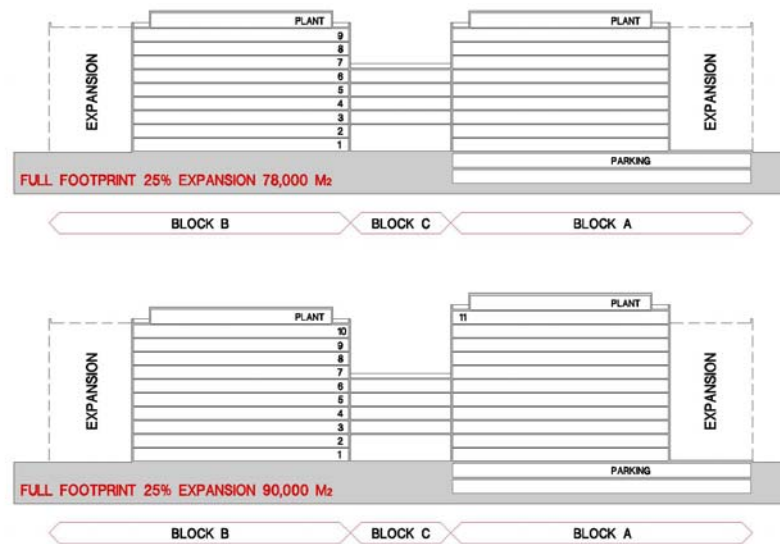 PLANT PLANT
9
8
7
6
5
4
3
2
1
EXPANSION
EXPANSION
PARKING
FULL FOOTPRINT 25% EXPANSION 78,000 M2
BLOCK B BLOCK C BLOCK A
PLANT
PLANT
11
10
9
8
7
6
5
4
3
2
1
EXPANSION
EXPANSION
PARKING
FULL FOOTPRINT 25% EXPANSION 90,000 M2
BLOCK B BLOCK C BLOCK A